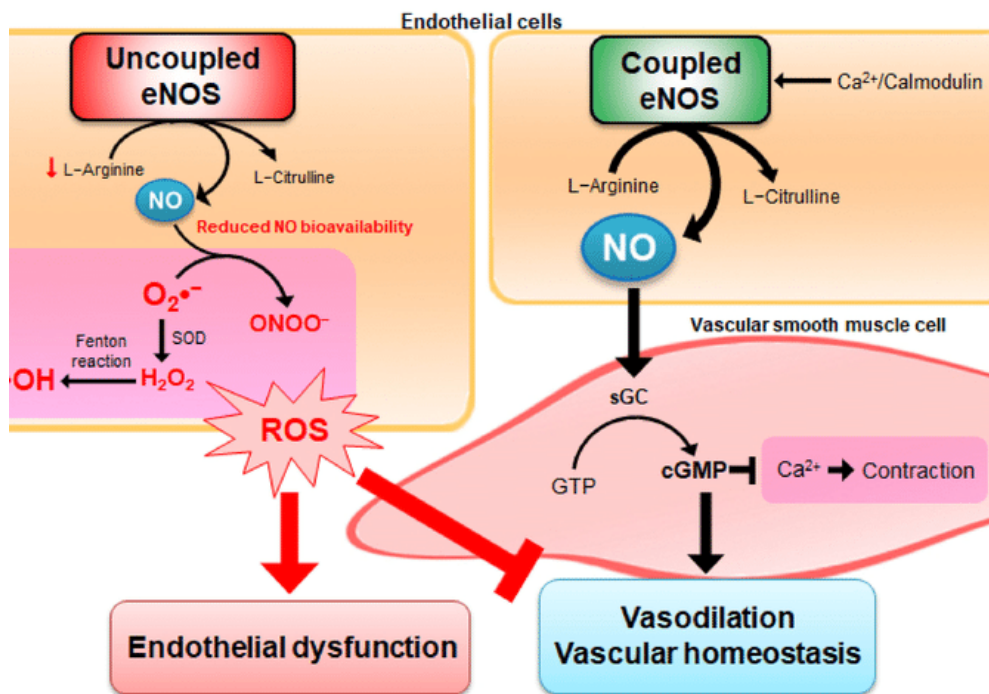 Endothelial cells
Uncoupled
eNOS
↓ L-Arginine
L-Citrulline
NO
Reduced NO bioavailability
O₂•⁻
ONOO⁻
SOD
Fenton
reaction
•OH
H₂O₂
ROS
Endothelial dysfunction
Coupled
eNOS
Ca²⁺/Calmodulin
L-Arginine
L-Citrulline
NO
Vascular smooth muscle cell
sGC
GTP
cGMP
Ca²⁺ → Contraction
Vasodilation
Vascular homeostasis